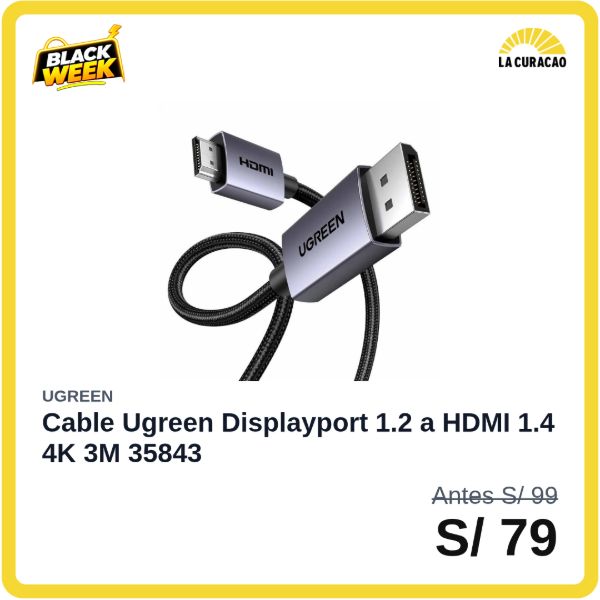 BLACK
WEEK
LA CURACAO
HDMI
UGREEN
UGREEN
Cable Ugreen Displayport 1.2 a HDMI 1.4
4K 3M 35843
Antes S/ 99
S/ 79